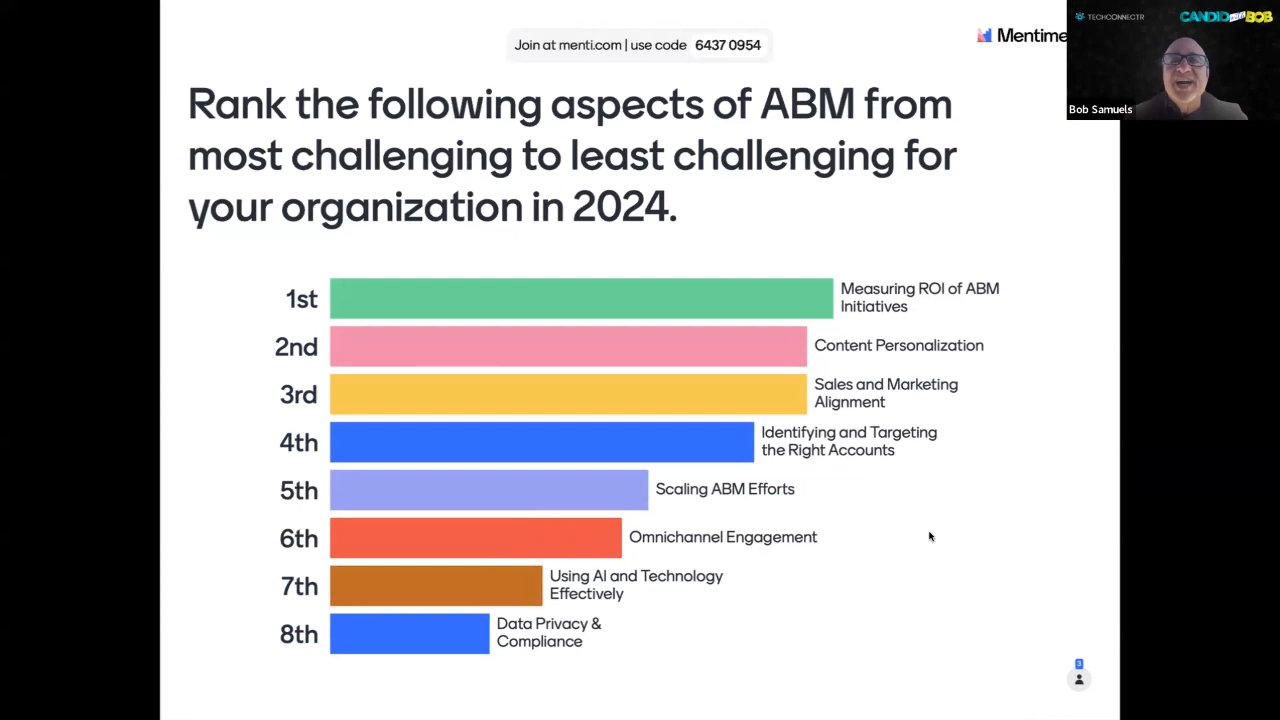 Join at menti.com | use code 6437 0954
Mentime
TECHCONNECTR
CANDID WITH BOB
Bob Samuels
Rank the following aspects of ABM from
most challenging to least challenging for
your organization in 2024.
1st
Measuring ROI of ABM
Initiatives
2nd
Content Personalization
3rd
Sales and Marketing
Alignment
4th
Identifying and Targeting
the Right Accounts
5th
Scaling ABM Efforts
6th
Omnichannel Engagement
7th
Using AI and Technology
Effectively
8th
Data Privacy &
Compliance
3